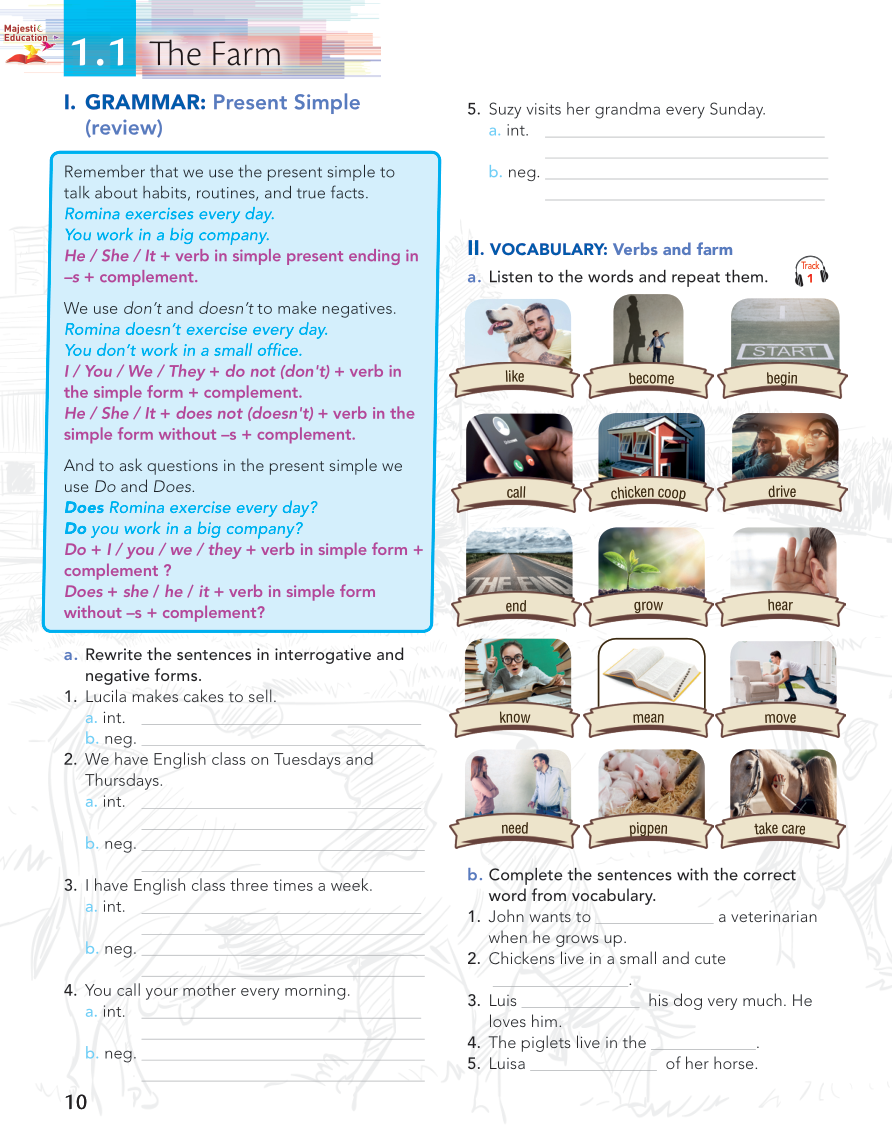 Majestic
Education
1.1 The Farm
I. GRAMMAR: Present Simple
(review)
Remember that we use the present simple to
talk about habits, routines, and true facts.
Romina exercises every day.
You work in a big company.
He / She / It + verb in simple present ending in
–s + complement.
We use don't and doesn't to make negatives.
Romina doesn't exercise every day.
You don't work in a small office.
I / You / We / They + do not (don't) + verb in
the simple form + complement.
He / She / It + does not (doesn't) + verb in the
simple form without –s + complement.
And to ask questions in the present simple we
use Do and Does.
Does Romina exercise every day?
Do you work in a big company?
Do + I / you / we / they + verb in simple form +
complement ?
Does + she / he / it + verb in simple form
without –s + complement?
a. Rewrite the sentences in interrogative and
negative forms.
1. Lucila makes cakes to sell.
a. int.
b. neg.
2. We have English class on Tuesdays and
Thursdays.
a. int.
b. neg.
3. I have English class three times a week.
a. int.
b. neg.
4. You call your mother every morning.
a. int.
b. neg.
10
5. Suzy visits her grandma every Sunday.
a. int.
b. neg.
II. VOCABULARY: Verbs and farm
a. Listen to the words and repeat them.
Track
1
START
like
become
begin
call
chicken coop
drive
THE END
end
grow
hear
know
mean
move
need
pigpen
take care
b. Complete the sentences with the correct
word from vocabulary.
1. John wants to ______ a veterinarian
when he grows up.
2. Chickens live in a small and cute
______.
3. Luis ______ his dog very much. He
loves him.
4. The piglets live in the ______.
5. Luisa ______ of her horse.